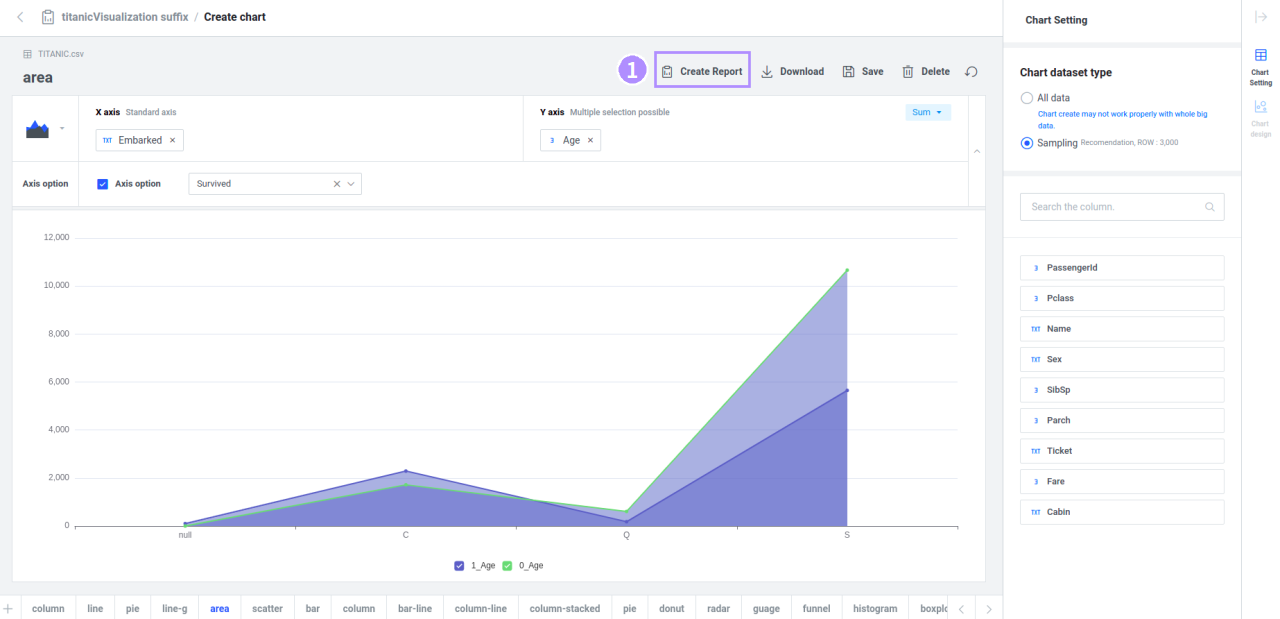 titanicVisualization suffix / Create chart
TITANIC.csv
area
1
Create Report
Download
Save
Delete
X axis Standard axis
TXT Embarked ×
Y axis Multiple selection possible
Sum
3 Age ×
Axis option
Axis option
Survived
12,000
10,000
8,000
6,000
4,000
2,000
0
null
C
Q
S
1_Age
0_Age
column
line
pie
line-g
area
scatter
bar
column
bar-line
column-line
column-stacked
pie
donut
radar
guage
funnel
histogram
boxplo
Chart Setting
Chart dataset type
All data
Chart create may not work properly with whole big
data.
Sampling Recomendation, ROW : 3,000
Search the column.
3 PassengerId
3 Pclass
TXT Name
TXT Sex
3 SibSp
3 Parch
TXT Ticket
3 Fare
TXT Cabin
Chart
Setting
Chart
design